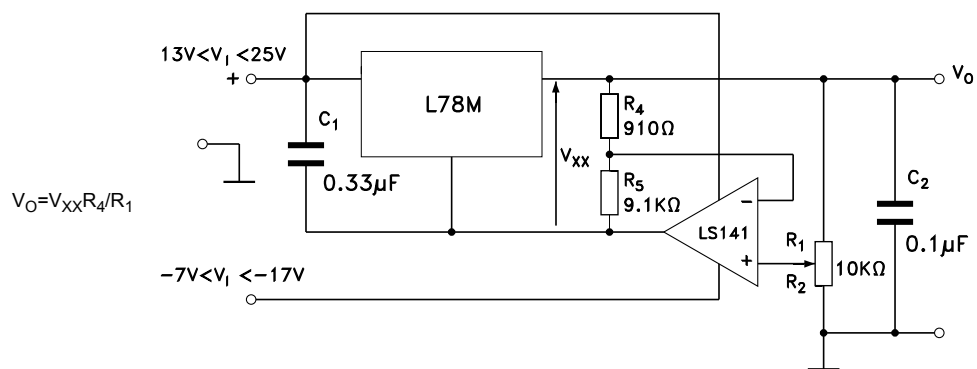 13V<V_I<25V
+
L78M
V_O
C₁
0.33µF
V_XX
R₄
910Ω
R₅
9.1KΩ
C₂
0.1µF
V_O=V_XXR₄/R₁
LS141
-
+
R₁
R₂
10KΩ
-7V<V_I<-17V